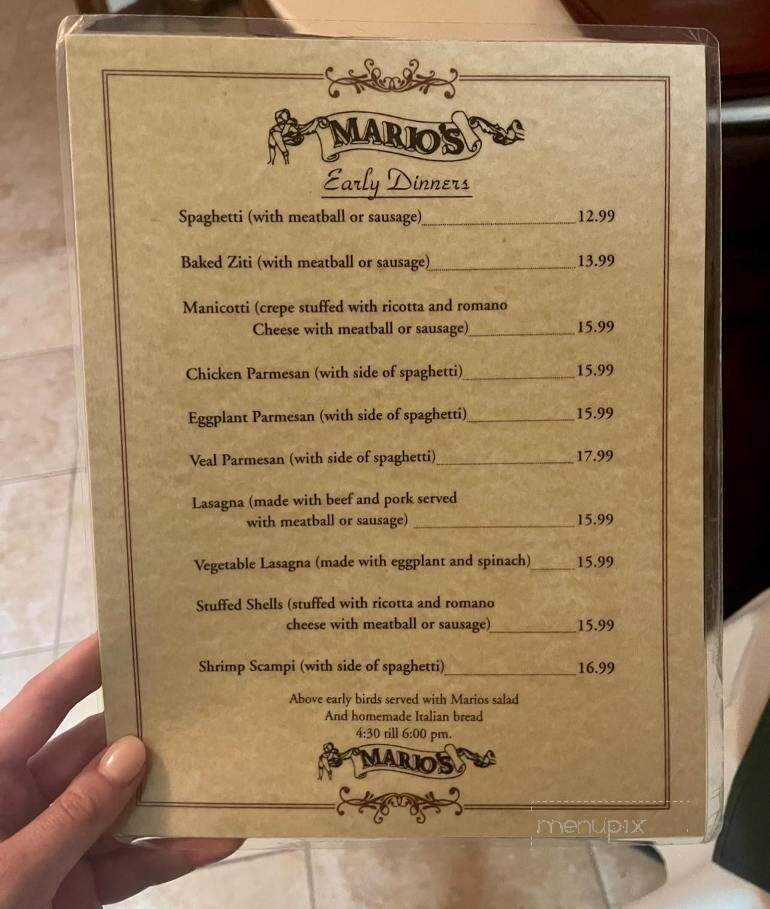 MARIO'S
Early Dinners
Spaghetti (with meatball or sausage) 12.99
Baked Ziti (with meatball or sausage) 13.99
Manicotti (crepe stuffed with ricotta and romano
Cheese with meatball or sausage) 15.99
Chicken Parmesan (with side of spaghetti) 15.99
Eggplant Parmesan (with side of spaghetti) 15.99
Veal Parmesan (with side of spaghetti) 17.99
Lasagna (made with beef and pork served
with meatball or sausage) 15.99
Vegetable Lasagna (made with eggplant and spinach) 15.99
Stuffed Shells (stuffed with ricotta and romano
cheese with meatball or sausage) 15.99
Shrimp Scampi (with side of spaghetti) 16.99
Above early birds served with Marios salad
And homemade Italian bread
4:30 till 6:00 pm.
MARIO'S
menupix